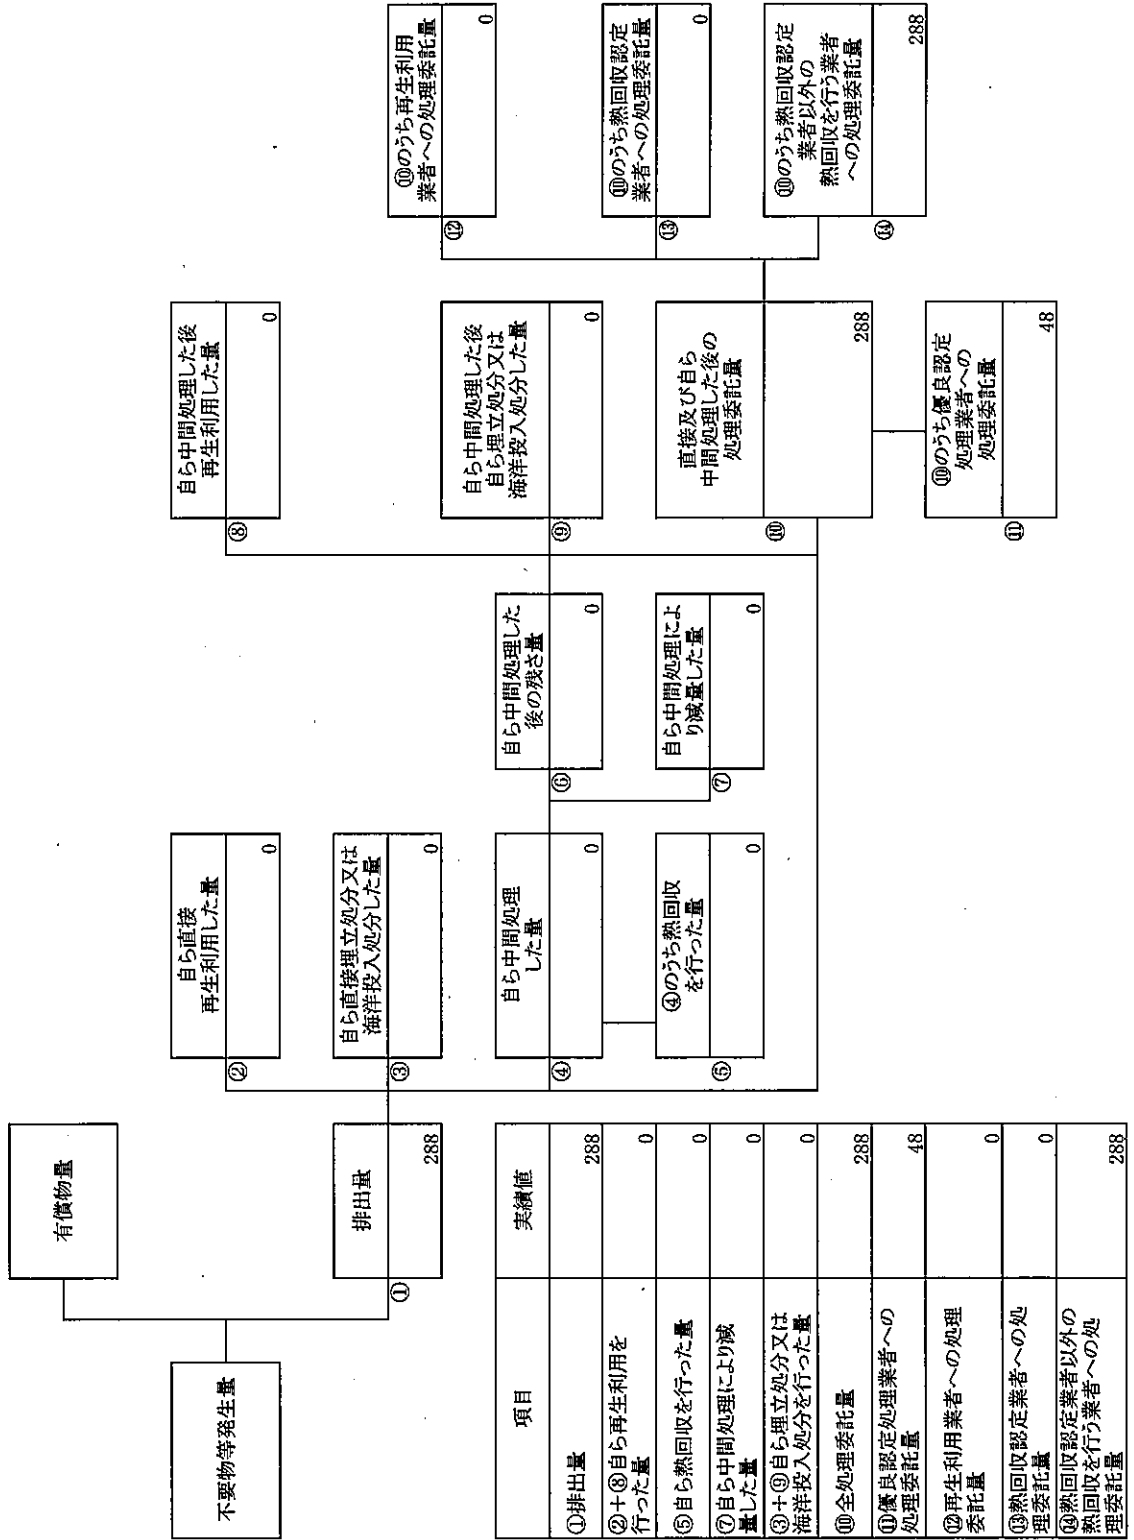 不要物等発生量
有償物量
①
排出量
288
②
自ら直接
再生利用した量
0
③
自ら直接埋立処分又は
海洋投入処分した量
0
④
自ら中間処理
した量
0
⑤
④のうち熱回収
を行った量
0
⑥
自ら中間処理した
後の残さ量
0
⑦
自ら中間処理によ
り減量した量
0
⑧
自ら中間処理した後
再生利用した量
0
⑨
自ら中間処理した後
自ら埋立処分又は
海洋投入処分した量
0
⑩
直接及び自ら
中間処理した後の
処理委託量
288
⑪
⑩のうち優良認定
処理業者への
処理委託量
48
⑫
⑩のうち再生利用
業者への処理委託量
0
⑬
⑩のうち熱回収認定
業者への処理委託量
0
⑭
⑩のうち熱回収認定
業者以外の
熱回収を行う業者
への処理委託量
288
項目 実績値
①排出量 288
②+⑧自ら再生利用を
行った量 0
⑤自ら熱回収を行った量 0
⑦自ら中間処理により減
量した量 0
③+⑨自ら埋立処分又は
海洋投入処分を行った量 0
⑩全処理委託量 288
⑪優良認定処理業者への
処理委託量 48
⑫再生利用業者への処理
委託量 0
⑬熱回収認定業者への処
理委託量 0
⑭熱回収認定業者以外の
熱回収を行う業者への処
理委託量 288